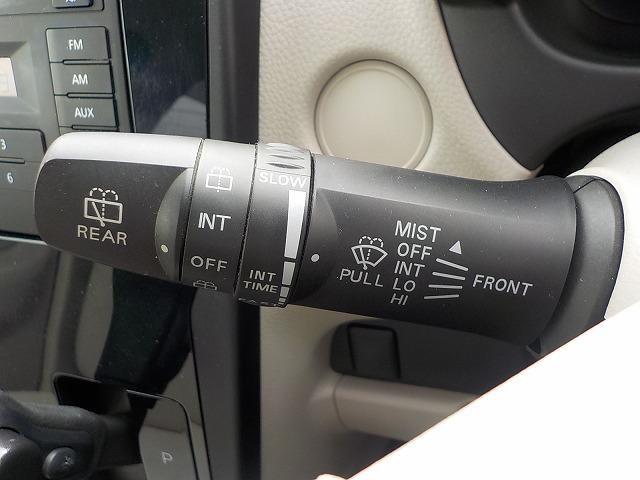 FM
AM
AUX
3
6
REAR
INT
OFF
SLOW
INT
TIME
PULL
MIST
OFF
INT
LO
HI
FRONT
P